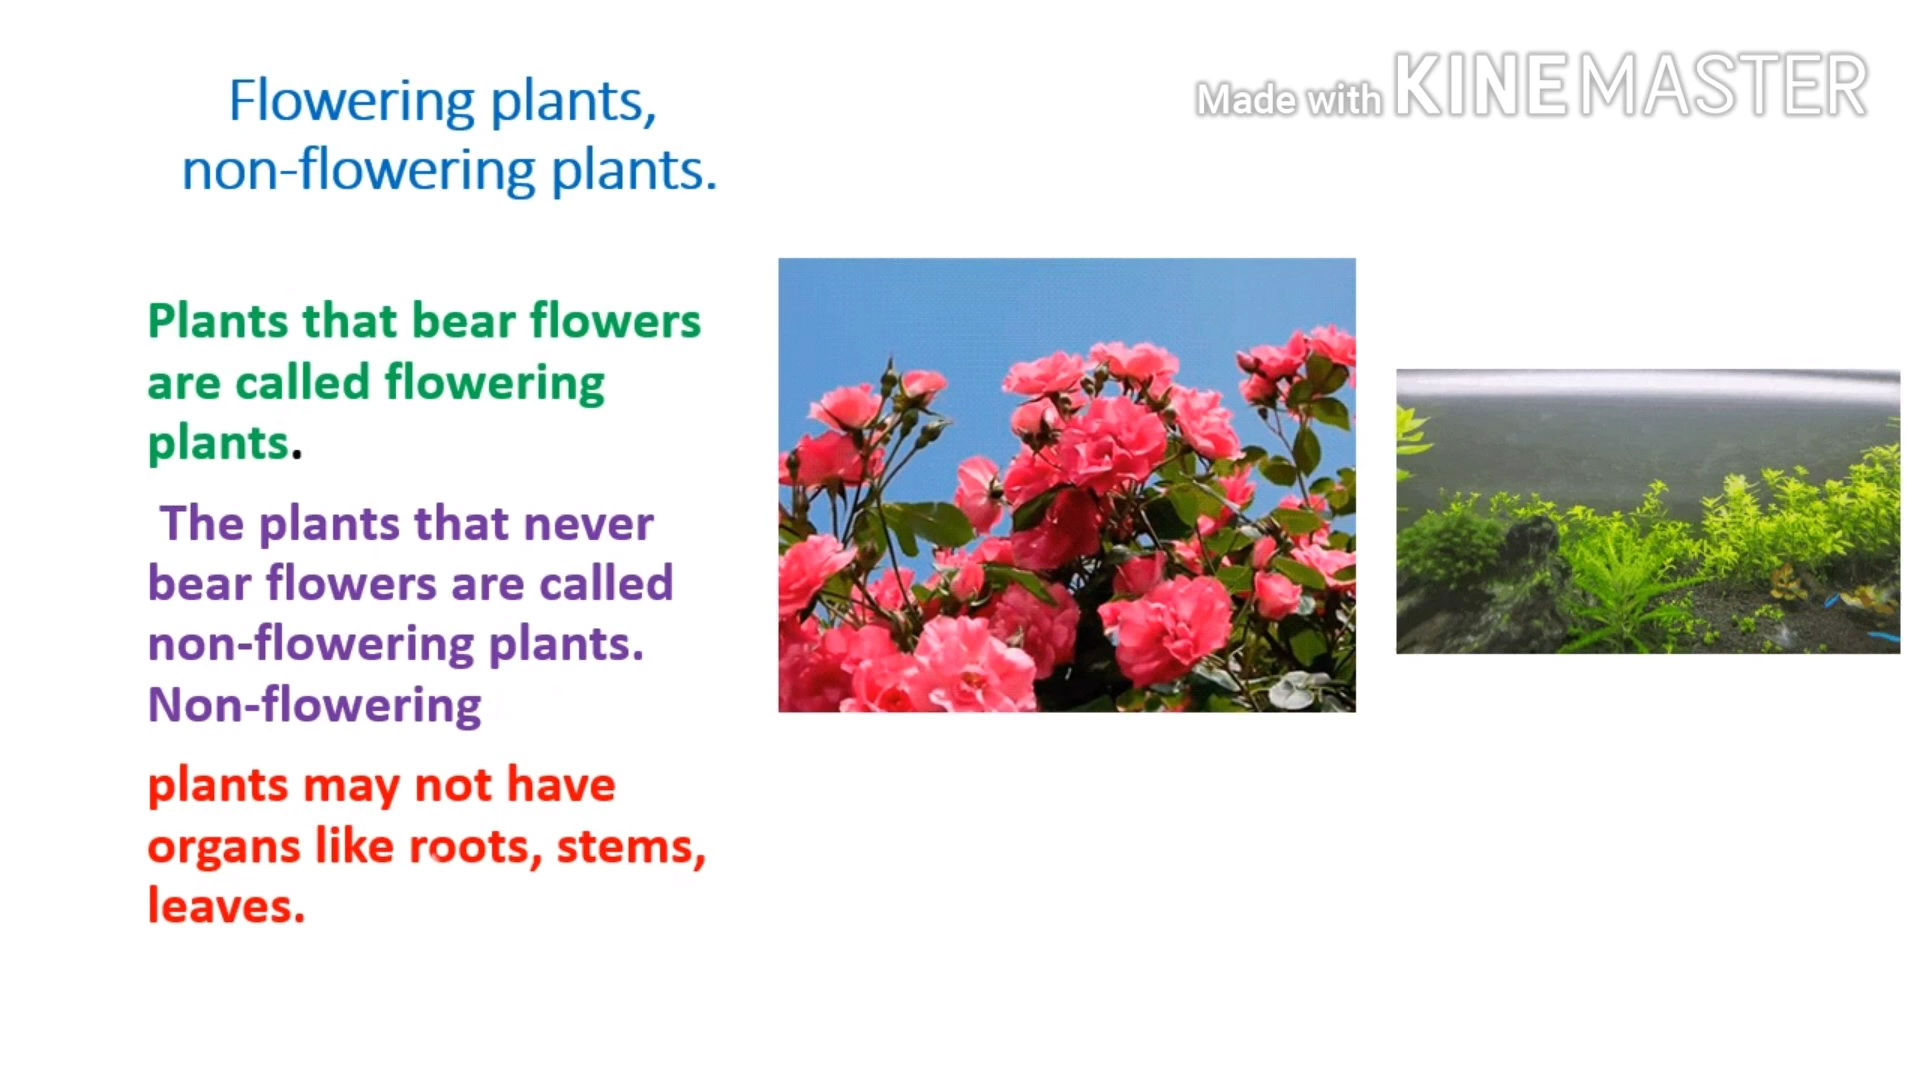 Flowering plants,
non-flowering plants.
Made with KINEMASTER
Plants that bear flowers
are called flowering
plants.
The plants that never
bear flowers are called
non-flowering plants.
Non-flowering
plants may not have
organs like roots, stems,
leaves.